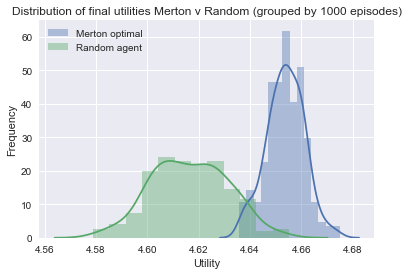 Distribution of final utilities Merton v Random (grouped by 1000 episodes)
Merton optimal
Random agent
Frequency
60
50
40
30
20
10
0
4.56 4.58 4.60 4.62 4.64 4.66 4.68
Utility